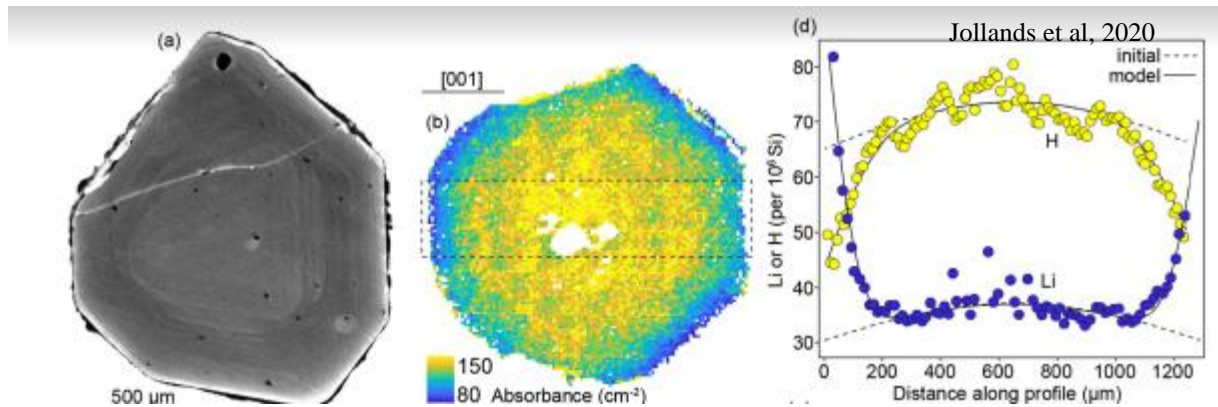 Jollands et al, 2020
(a)
500 µm
[001]
(b)
150
80 Absorbance (cm⁻²)
(d)
initial
model
H
Li
Li or H (per 10⁶ Si)
80
70
60
50
40
30
0 200 400 600 800 1000 1200
Distance along profile (µm)